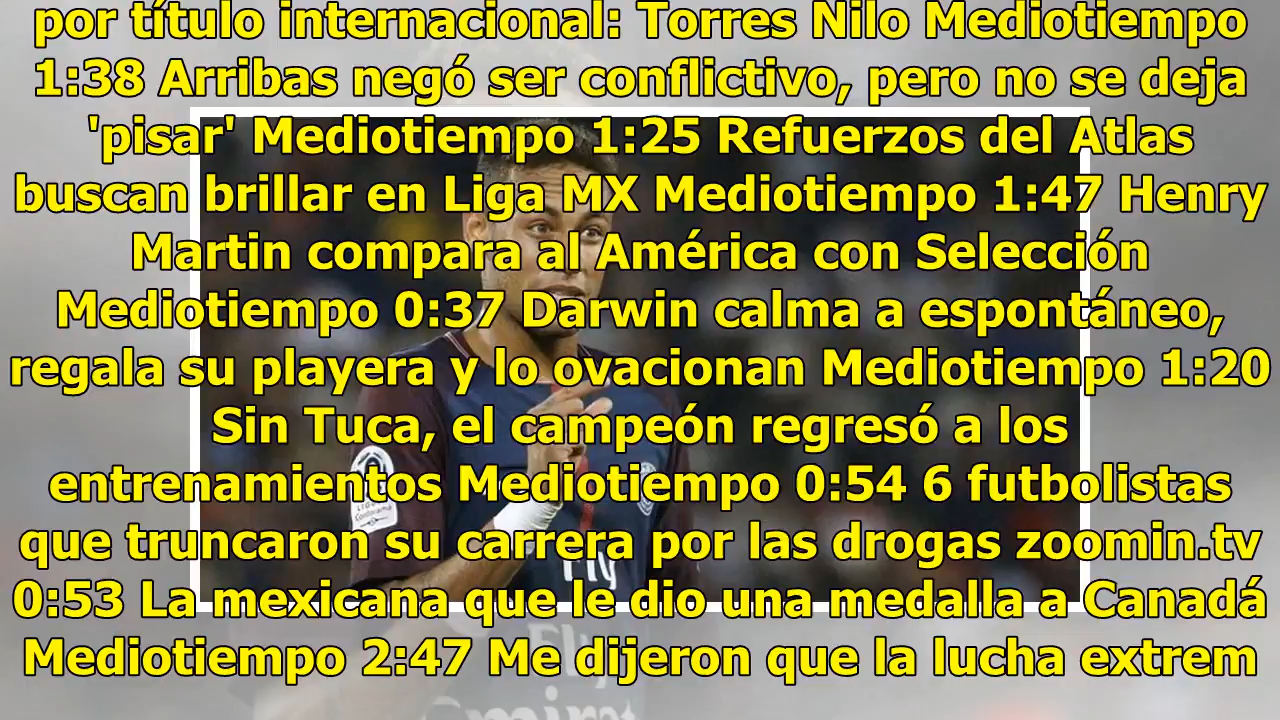 por título internacional: Torres Nilo Mediotiempo
1:38 Arribas negó ser conflictivo, pero no se deja
'pisar' Mediotiempo 1:25 Refuerzos del Atlas
buscan brillar en Liga MX Mediotiempo 1:47 Henry
Martin compara al América con Selección
Mediotiempo 0:37 Darwin calma a espontáneo,
regala su playera y lo ovacionan Mediotiempo 1:20
Sin Tuca, el campeón regresó a los
entrenamientos Mediotiempo 0:54 6 futbolistas
que truncaron su carrera por las drogas zoomin.tv
0:53 La mexicana que le dio una medalla a Canadá
Mediotiempo 2:47 Me dijeron que la lucha extrem
Fly
Emirates